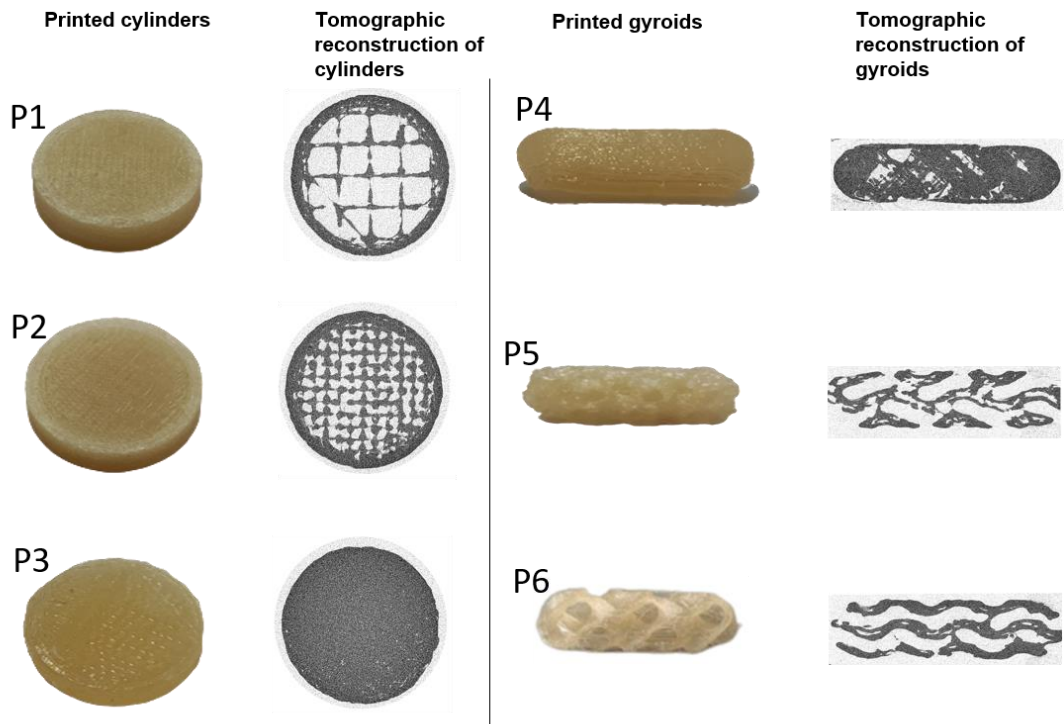 Printed cylinders
Tomographic
reconstruction of
cylinders
Printed gyroids
Tomographic
reconstruction of
gyroids
P1
P4
P2
P5
P3
P6